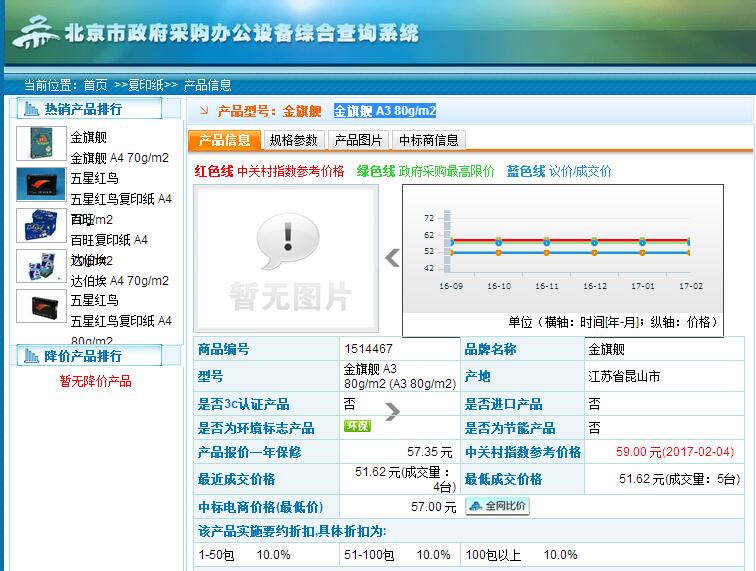 北京市政府采购办公设备综合查询系统
当前位置：首页 >>复印纸>> 产品信息
热销产品排行
金旗舰
金旗舰 A4 70g/m2
五星红鸟
五星红鸟复印纸 A4
70g/m2
百旺
百旺复印纸 A4
70g/m2
达伯埃
达伯埃 A4 70g/m2
五星红鸟
五星红鸟复印纸 A4
80g/m2
降价产品排行
暂无降价产品
产品型号：金旗舰 金旗舰 A3 80g/m2
产品信息 规格参数 产品图片 中标商信息
红色线 中关村指数参考价格 绿色线 政府采购最高限价 蓝色线 议价/成交价
暂无图片
72
62
52
42
16-09 16-10 16-11 16-12 17-01 17-02
单位（横轴：时间[年-月]；纵轴：价格）
商品编号 1514467 品牌名称 金旗舰
型号 金旗舰 A3
80g/m2 (A3 80g/m2) 产地 江苏省昆山市
是否3c认证产品 否 是否进口产品 否
是否为环境标志产品 环保 是否为节能产品 否
产品报价一年保修 57.35 元 中关村指数参考价格 59.00 元(2017-02-04)
最近成交价格 51.62 元(成交量：
4台) 最低成交价格 51.62 元(成交量：5台)
中标电商价格(最低价) 57.00 元 全网比价
该产品实施要约折扣,具体折扣为:
1-50包 10.0% 51-100包 10.0% 100包以上 10.0%